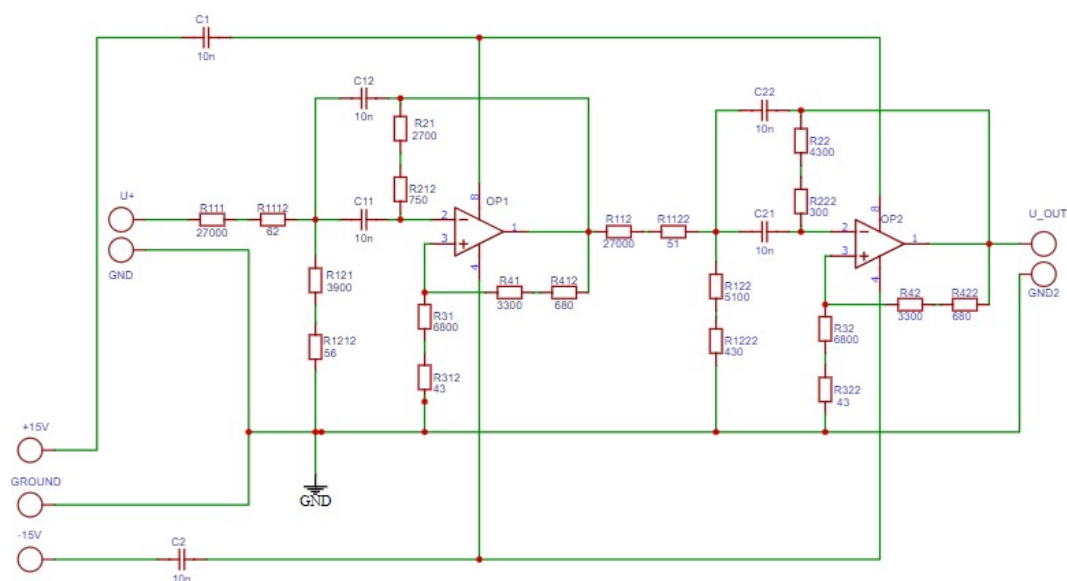 C1
10n
C12
10n
R21
2700
R212
750
C22
10n
R22
4300
R222
300
U+
R111
27000
R1112
62
C11
10n
8
OP1
2
3
1
4
R112
27000
R1122
51
C21
10n
8
OP2
2
3
1
4
U_OUT
GND
GND2
R121
3900
R1212
56
R41
3300
R412
680
R31
6800
R312
43
R122
5100
R1222
430
R42
3300
R422
680
R32
6800
R322
43
+15V
GROUND
GND
-15V
C2
10n